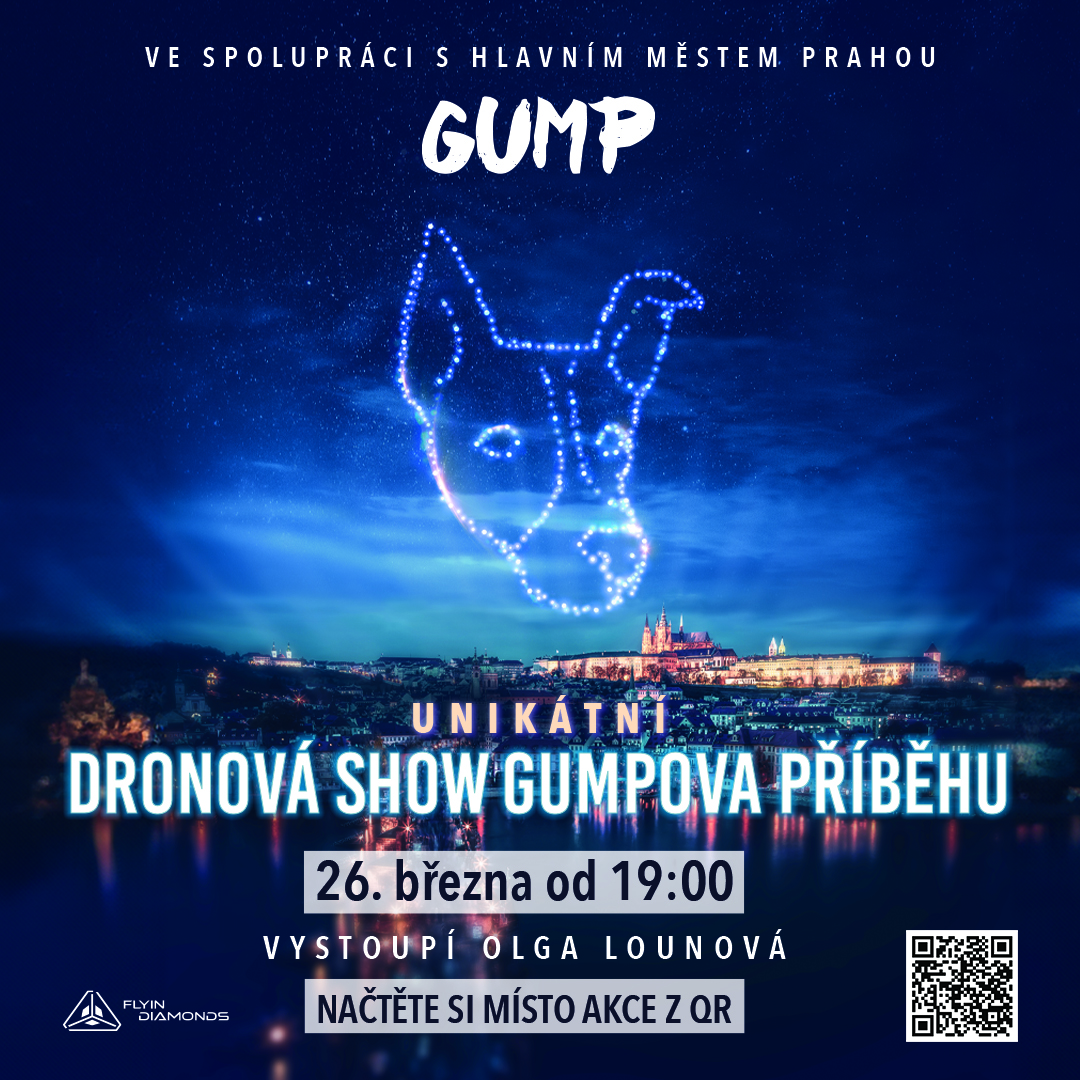 VE SPOLUPRÁCI S HLAVNÍM MĚSTEM PRAHOU
GUMP
UNIKÁTNÍ
DRONOVÁ SHOW GUMPOVA PŘÍBĚHU
26. března od 19:00
VYSTOUPÍ OLGA LOUNOVÁ
NAČTĚTE SI MÍSTO AKCE Z QR
FLYIN
DIAMONDS